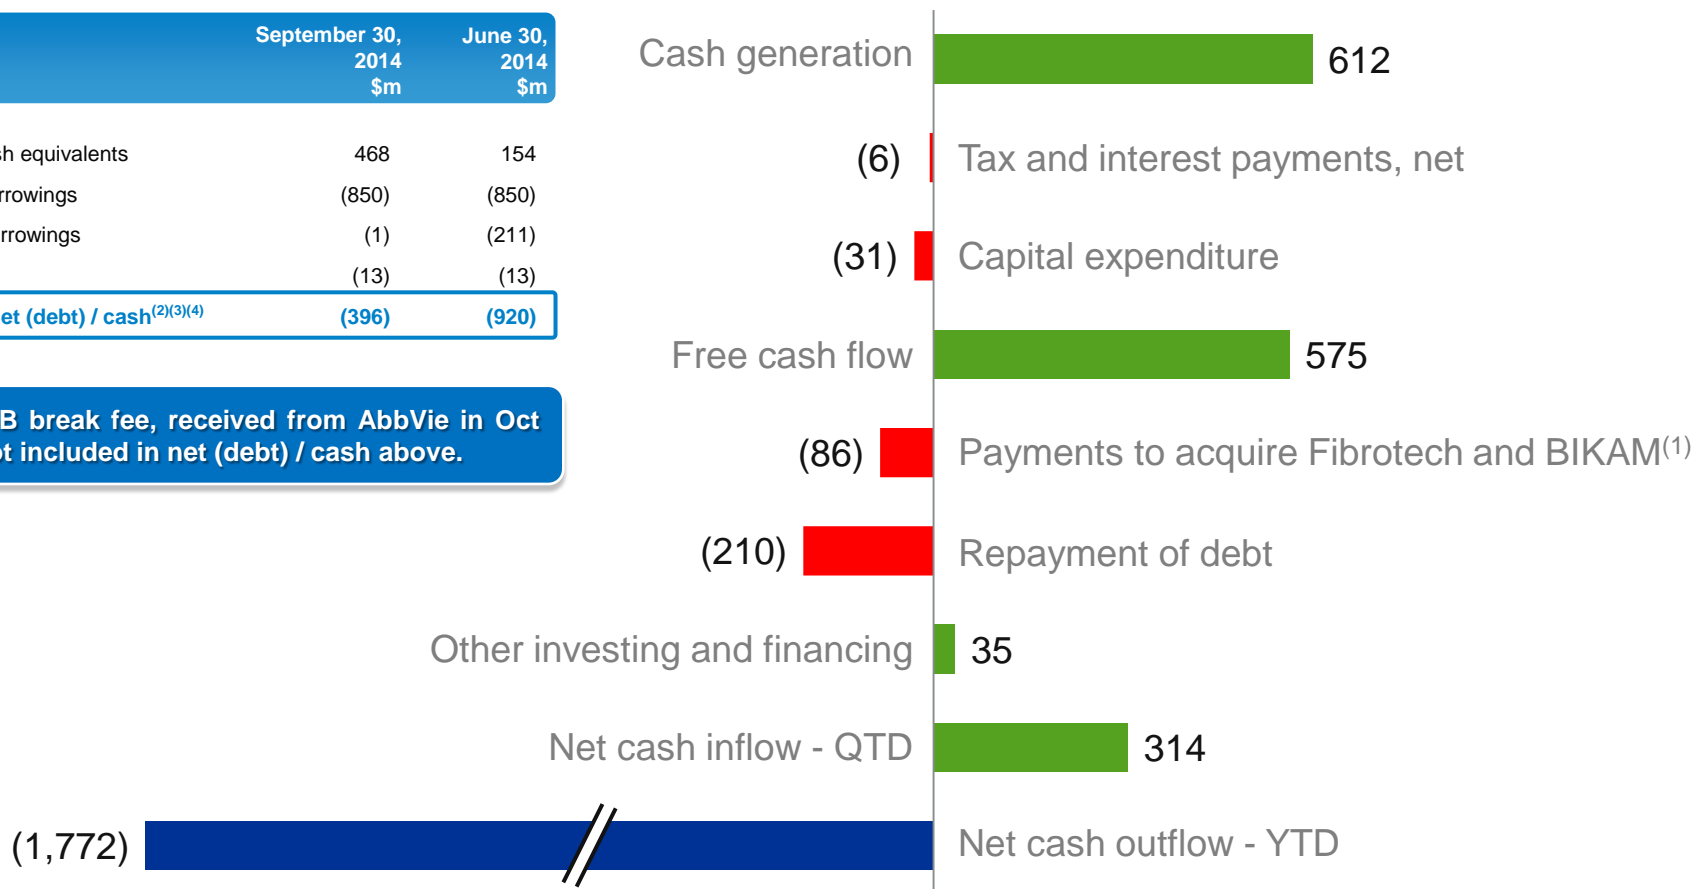 September 30, June 30,
2014 2014
$m $m
sh equivalents 468 154
rrowings (850) (850)
rrowings (1) (211)
(13) (13)
et (debt) / cash(2)(3)(4) (396) (920)
B break fee, received from AbbVie in Oct
ot included in net (debt) / cash above.
Cash generation 612
(6) Tax and interest payments, net
(31) Capital expenditure
Free cash flow 575
(86) Payments to acquire Fibrotech and BIKAM(1)
(210) Repayment of debt
Other investing and financing 35
Net cash inflow - QTD 314
(1,772) Net cash outflow - YTD